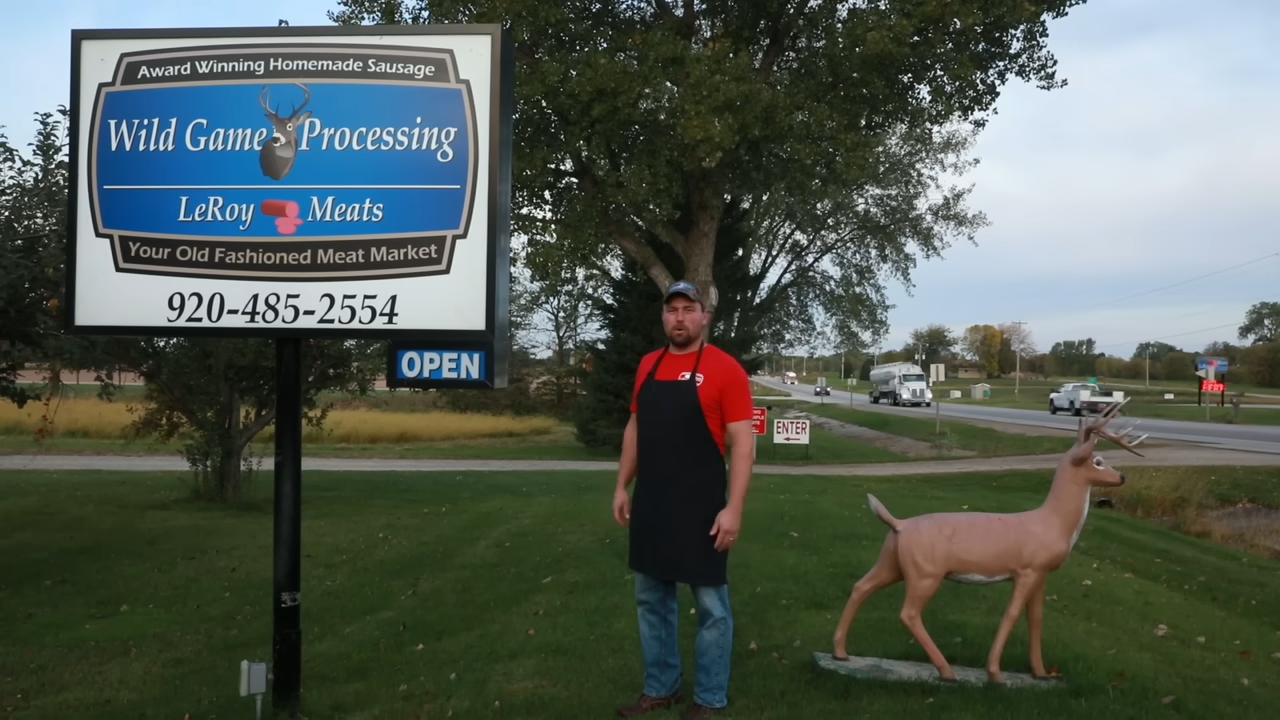 Award Winning Homemade Sausage
Wild Game Processing
LeRoy Meats
Your Old Fashioned Meat Market
920-485-2554
OPEN
ENTER